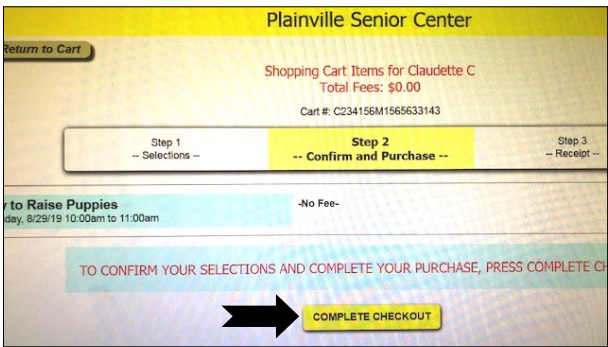 Plainville Senior Center
Return to Cart
Shopping Cart Items for Claudette C
Total Fees: $0.00
Cart #: C234156M1565633143
Step 1
-- Selections --
Step 2
-- Confirm and Purchase --
Step 3
-- Receipt --
to Raise Puppies
-No Fee-
8/29/19 10:00am to 11:00am
TO CONFIRM YOUR SELECTIONS AND COMPLETE YOUR PURCHASE, PRESS COMPLETE
COMPLETE CHECKOUT